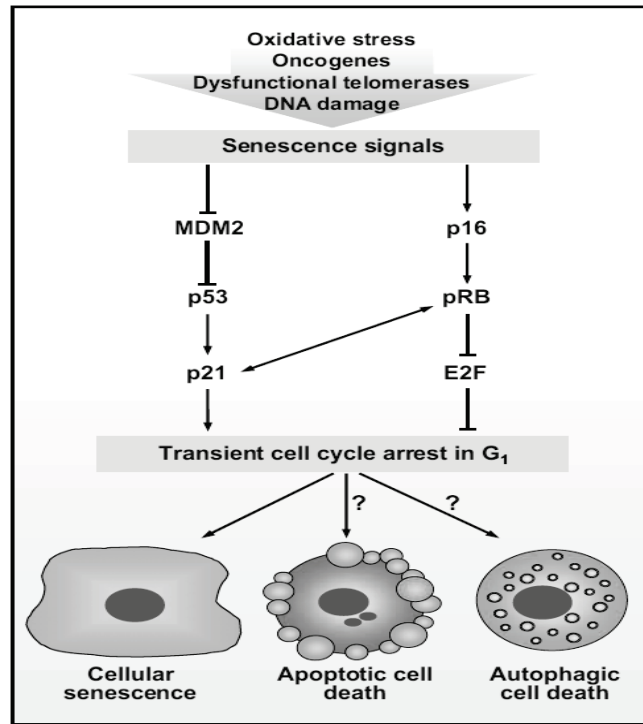 Oxidative stress
Oncogenes
Dysfunctional telomerases
DNA damage
Senescence signals
MDM2
p16
p53
pRB
p21
E2F
Transient cell cycle arrest in G₁
?
?
Cellular
senescence
Apoptotic cell
death
Autophagic
cell death